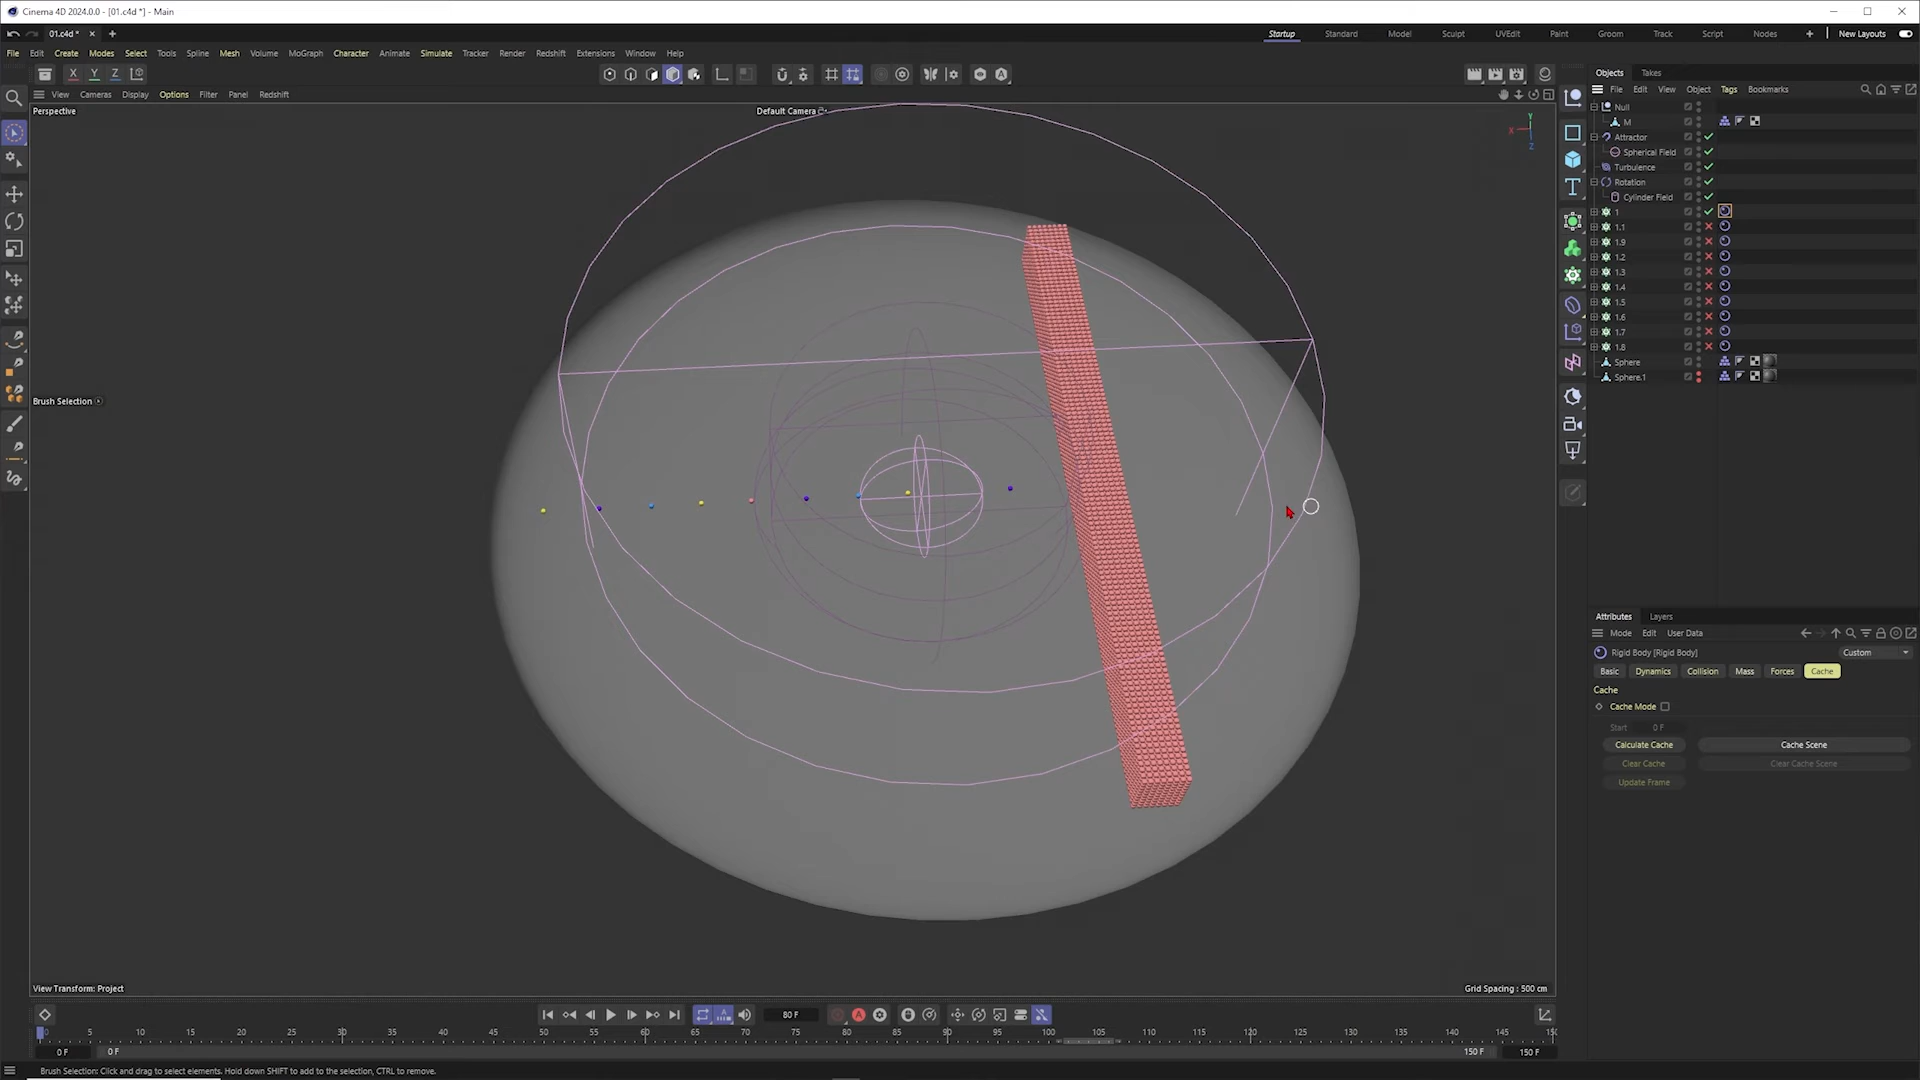 Cinema 4D 2024.0.0 - [01.c4d *] - Main
01.c4d *
Startup Standard Model Sculpt UVEdit Paint Groom Track Script Nodes New Layouts
File Edit Create Modes Select Tools Spline Mesh Volume MoGraph Character Animate Simulate Tracker Render Redshift Extensions Window Help
X Y Z
Objects Takes
View Cameras Display Options Filter Panel Redshift
File Edit View Object Tags Bookmarks
Perspective
Default Camera
Y
X
Z
Null
M
Attractor
Spherical Field
Turbulence
Rotation
Cylinder Field
1
1.1
1.9
1.2
1.3
1.4
1.5
1.6
1.7
1.8
Sphere
Sphere.1
Brush Selection
Attributes Layers
Mode Edit User Data
Rigid Body [Rigid Body]
Custom
Basic Dynamics Collision Mass Forces Cache
Cache
Cache Mode
Start 0 F
Calculate Cache Cache Scene
Clear Cache Clear Cache Scene
Update Frame
View Transform: Project
Grid Spacing : 500 cm
80 F
0 5 10 15 20 25 30 35 40 45 50 55 60 65 70 75 80 85 90 95 100 105 110 115 120 125 130 135 140 145 15
0 F 0 F 150 F 150 F
Brush Selection: Click and drag to select elements. Hold down SHIFT to add to the selection, CTRL to remove.